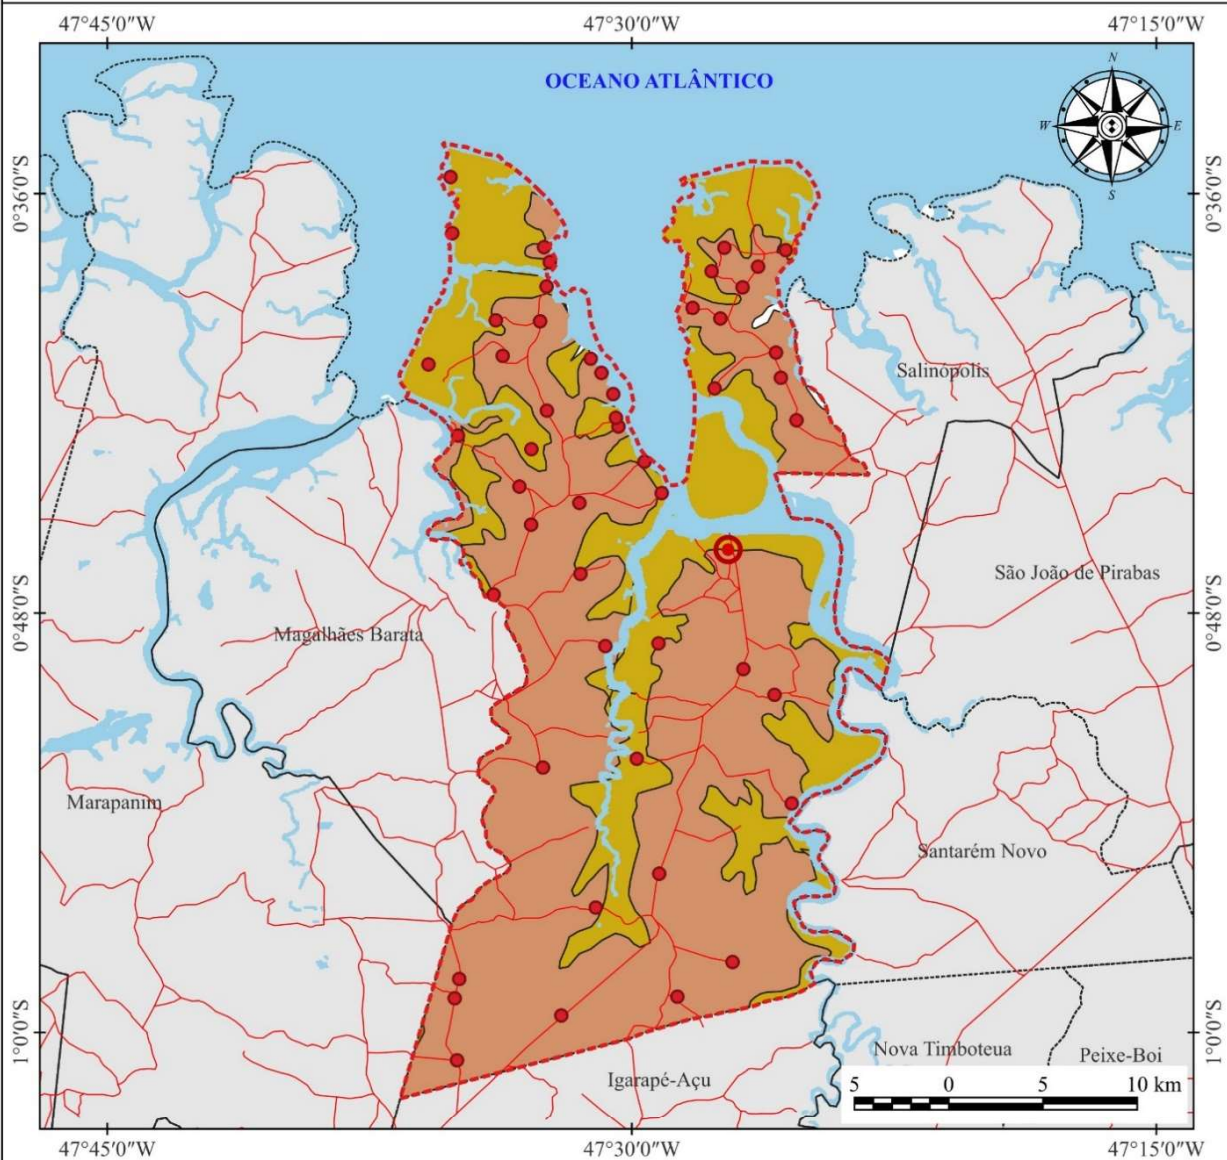 47°45'0"W 47°30'0"W 47°15'0"W
OCEANO ATLÂNTICO
N
W E
S
0°36'0"S 0°36'0"S
Salinópolis
São João de Pirabas
0°48'0"S 0°48'0"S
Magalhães Barata
Marapanim
Santarém Novo
1°0'0"S 1°0'0"S
Nova Timboteua
Peixe-Boi
Igarapé-Açu
5 0 5 10 km
47°45'0"W 47°30'0"W 47°15'0"W